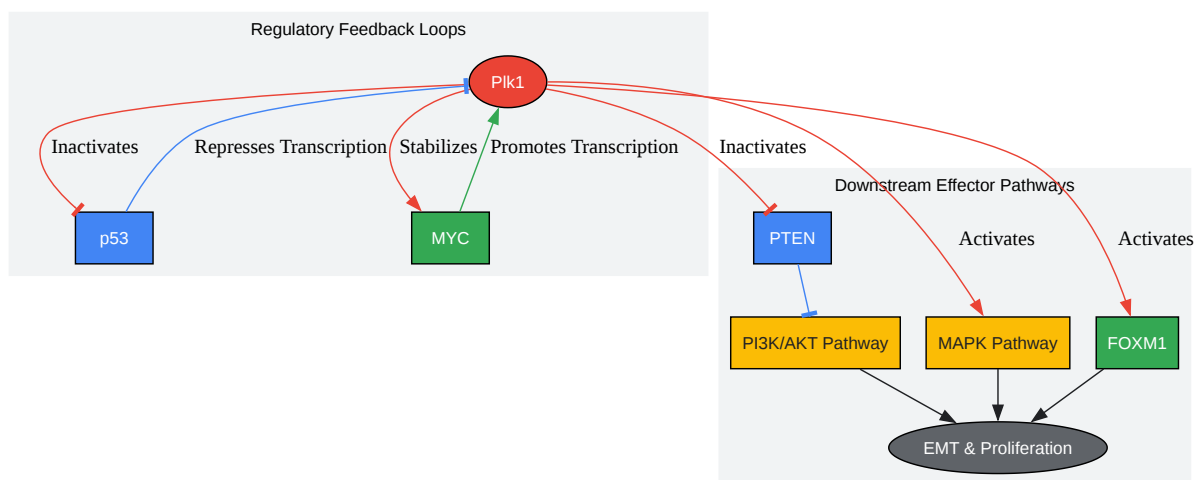 Regulatory Feedback Loops
Plk1
Inactivates
Represses Transcription
Stabilizes
Promotes Transcription
Inactivates
Downstream Effector Pathways
p53
MYC
PTEN
Activates
Activates
PI3K/AKT Pathway
MAPK Pathway
FOXM1
EMT & Proliferation